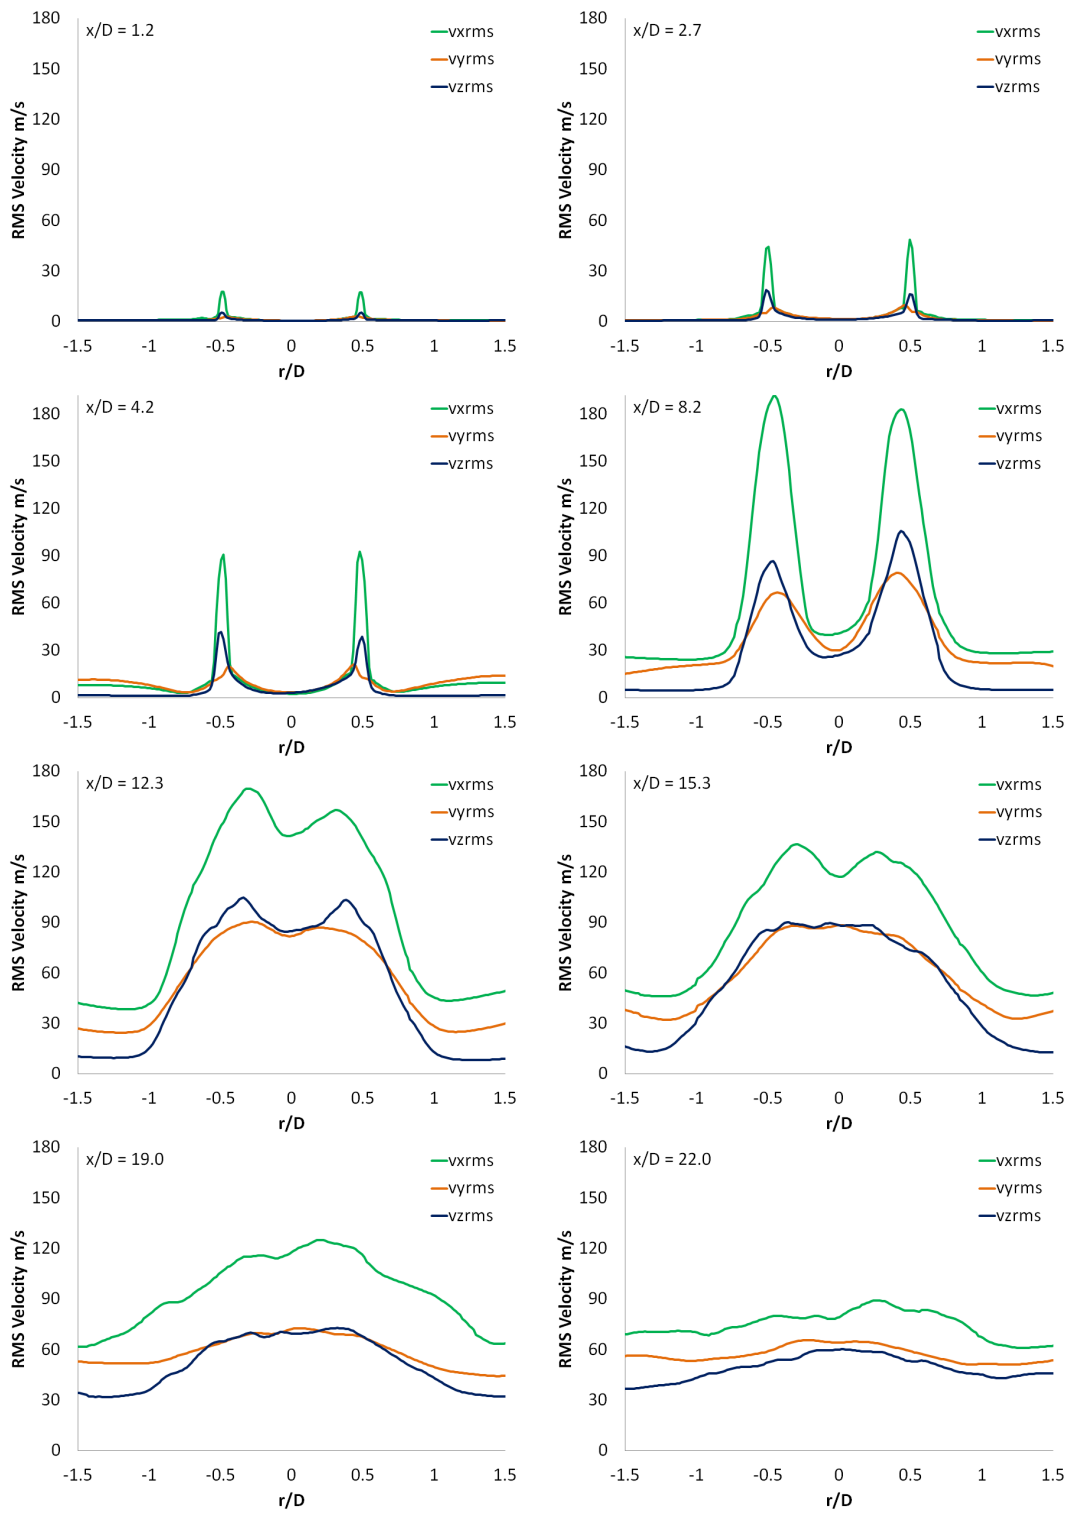 x/D = 1.2
vxrms
vyrms
vzrms
RMS Velocity m/s
180
150
120
90
60
30
0
-1.5 -1 -0.5 0 0.5 1 1.5
r/D
x/D = 2.7
vxrms
vyrms
vzrms
RMS Velocity m/s
180
150
120
90
60
30
0
-1.5 -1 -0.5 0 0.5 1 1.5
r/D
x/D = 4.2
vxrms
vyrms
vzrms
RMS Velocity m/s
180
150
120
90
60
30
0
-1.5 -1 -0.5 0 0.5 1 1.5
r/D
x/D = 8.2
vxrms
vyrms
vzrms
RMS Velocity m/s
180
150
120
90
60
30
0
-1.5 -1 -0.5 0 0.5 1 1.5
r/D
x/D = 12.3
vxrms
vyrms
vzrms
RMS Velocity m/s
180
150
120
90
60
30
0
-1.5 -1 -0.5 0 0.5 1 1.5
r/D
x/D = 15.3
vxrms
vyrms
vzrms
RMS Velocity m/s
180
150
120
90
60
30
0
-1.5 -1 -0.5 0 0.5 1 1.5
r/D
x/D = 19.0
vxrms
vyrms
vzrms
RMS Velocity m/s
180
150
120
90
60
30
0
-1.5 -1 -0.5 0 0.5 1 1.5
r/D
x/D = 22.0
vxrms
vyrms
vzrms
RMS Velocity m/s
180
150
120
90
60
30
0
-1.5 -1 -0.5 0 0.5 1 1.5
r/D